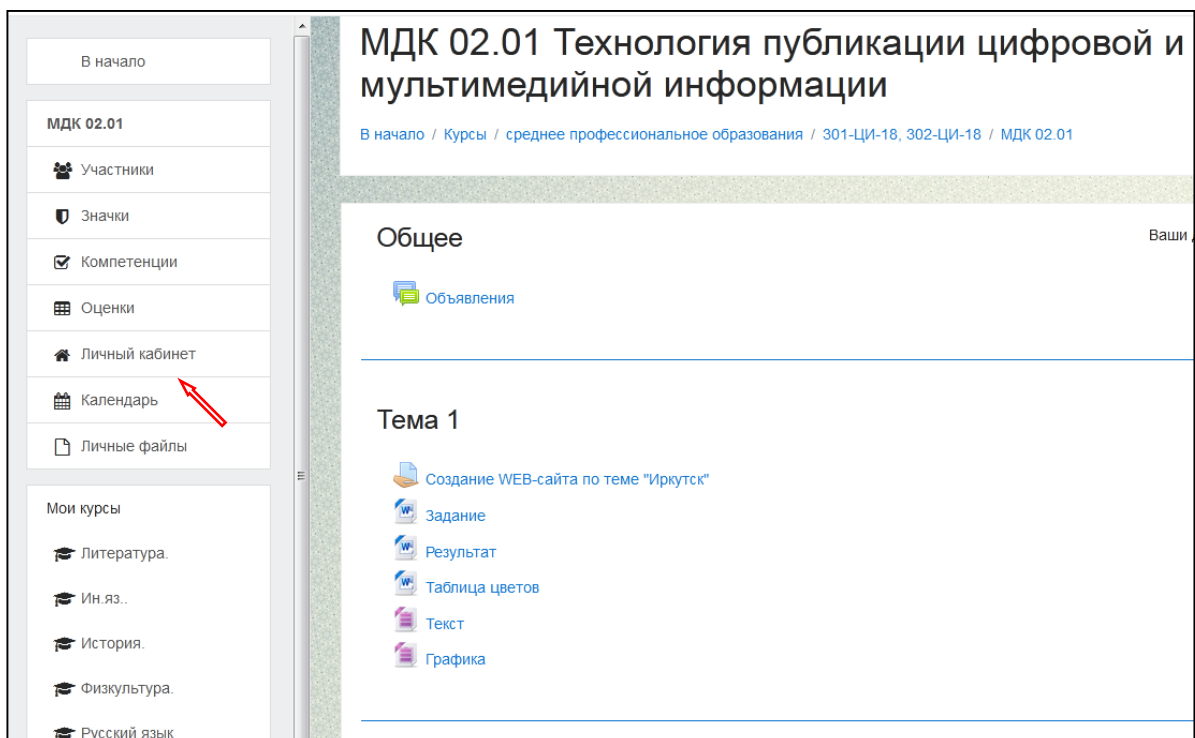 В начало
МДК 02.01
Участники
Значки
Компетенции
Оценки
Личный кабинет
Календарь
Личные файлы
Мои курсы
Литература.
Ин.яз..
История.
Физкультура.
Русский язык
МДК 02.01 Технология публикации цифровой и
мультимедийной информации
В начало / Курсы / среднее профессиональное образования / 301-ЦИ-18, 302-ЦИ-18 / МДК 02.01
Общее
Ваши
Объявления
Тема 1
Создание WEB-сайта по теме "Иркутск"
Задание
Результат
Таблица цветов
Текст
Графика